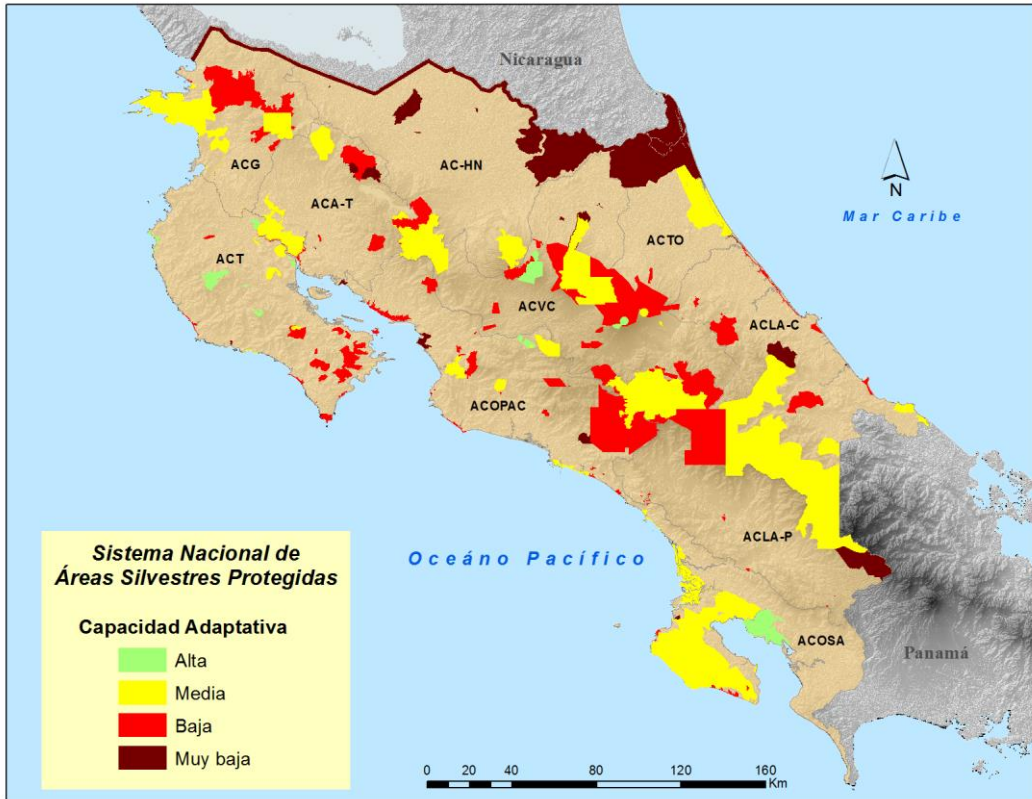 Nicaragua
N
Mar Caribe
ACG
AC-HN
ACA-T
ACT
ACTO
ACVC
ACLA-C
ACOPAC
ACLA-P
Oceáno Pacífico
ACOSA
Panamá
Sistema Nacional de
Áreas Silvestres Protegidas
Capacidad Adaptativa
Alta
Media
Baja
Muy baja
0 20 40 80 120 160
Km